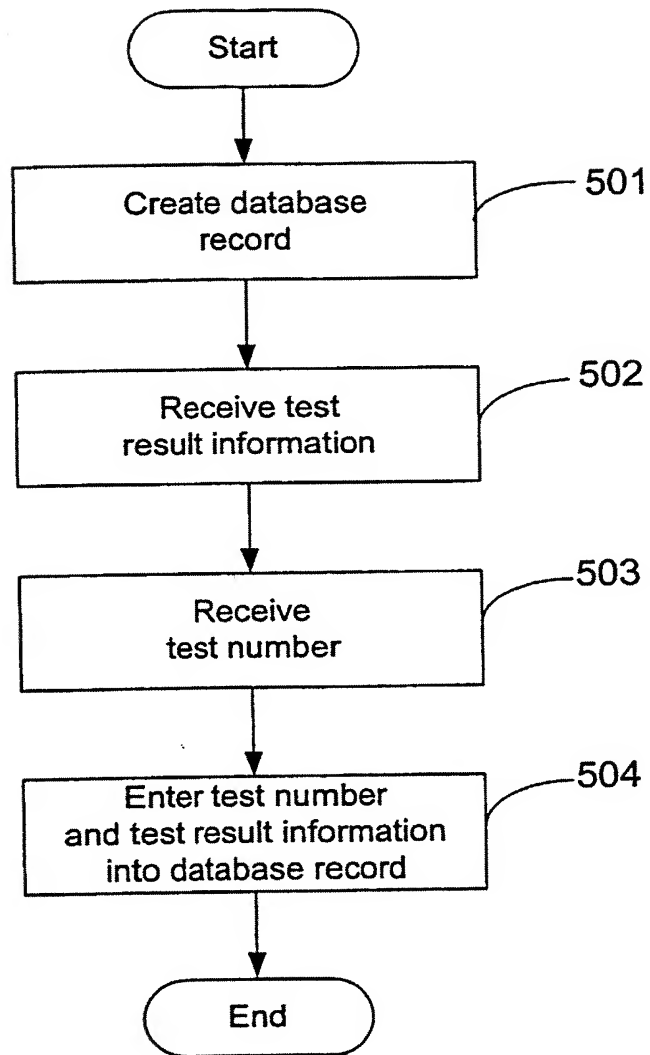 Start
Create database
record
501
Receive test
result information
502
Receive
test number
503
Enter test number
and test result information
into database record
504
End